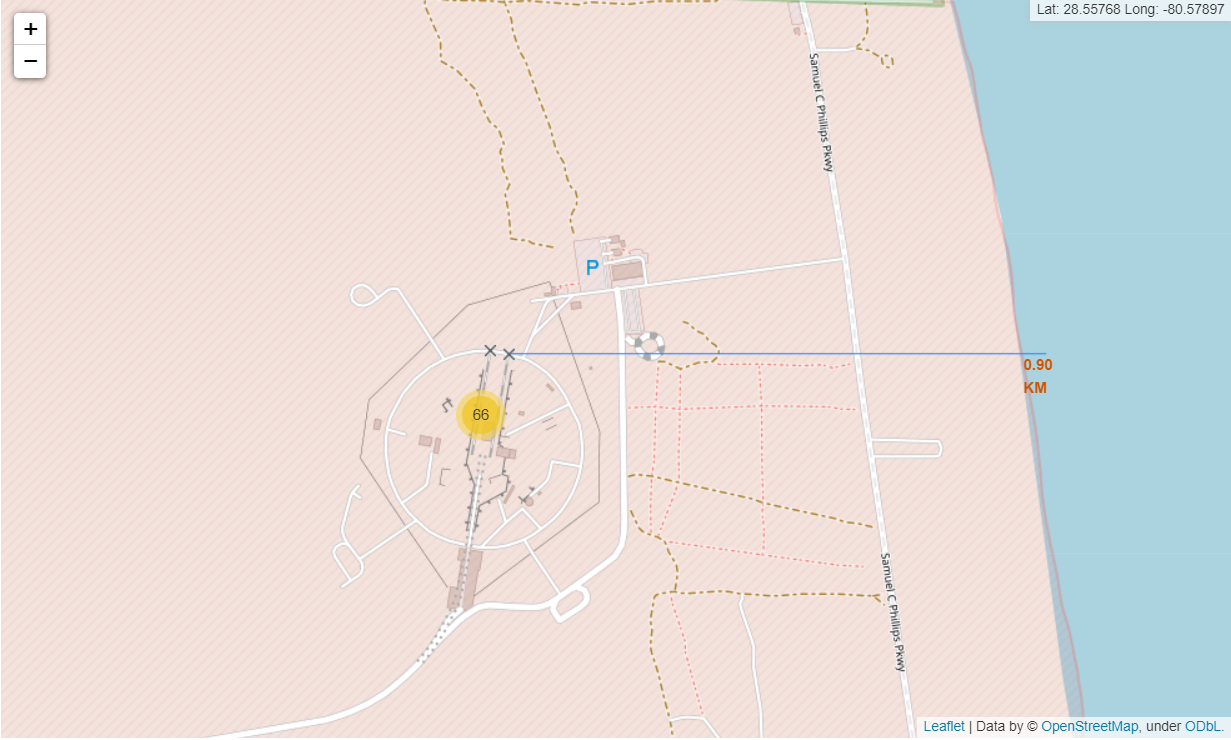 +
−
Lat: 28.55768 Long: -80.57897
Samuel C Phillips Pkwy
P
0.90
KM
66
Samuel C Phillips Pkwy
Leaflet | Data by © OpenStreetMap, under ODbL.